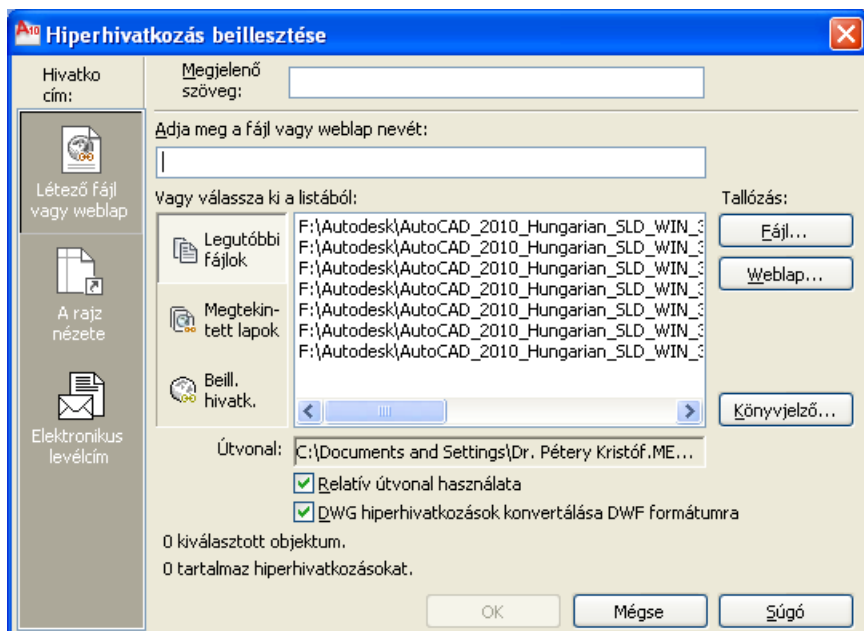 A10 Hiperhivatkozás beillesztése
Hivatko
cím:
Megjelenő
szöveg:
Adja meg a fájl vagy weblap nevét:
Létező fájl
vagy weblap
Vagy válassza ki a listából:
Tallózás:
Legutóbbi
fájlok
F:\Autodesk\AutoCAD_2010_Hungarian_SLD_WIN_3
F:\Autodesk\AutoCAD_2010_Hungarian_SLD_WIN_3
F:\Autodesk\AutoCAD_2010_Hungarian_SLD_WIN_3
F:\Autodesk\AutoCAD_2010_Hungarian_SLD_WIN_3
F:\Autodesk\AutoCAD_2010_Hungarian_SLD_WIN_3
F:\Autodesk\AutoCAD_2010_Hungarian_SLD_WIN_3
F:\Autodesk\AutoCAD_2010_Hungarian_SLD_WIN_3
Fájl...
Weblap...
A rajz
nézete
Megtekin-
tett lapok
Beill.
hivatk.
Könyvjelző...
Elektronikus
levélcím
Útvonal: C:\Documents and Settings\Dr. Pétery Kristóf.ME...
Relatív útvonal használata
DWG hiperhivatkozások konvertálása DWF formátumra
0 kiválasztott objektum.
0 tartalmaz hiperhivatkozásokat.
OK
Mégse
Súgó